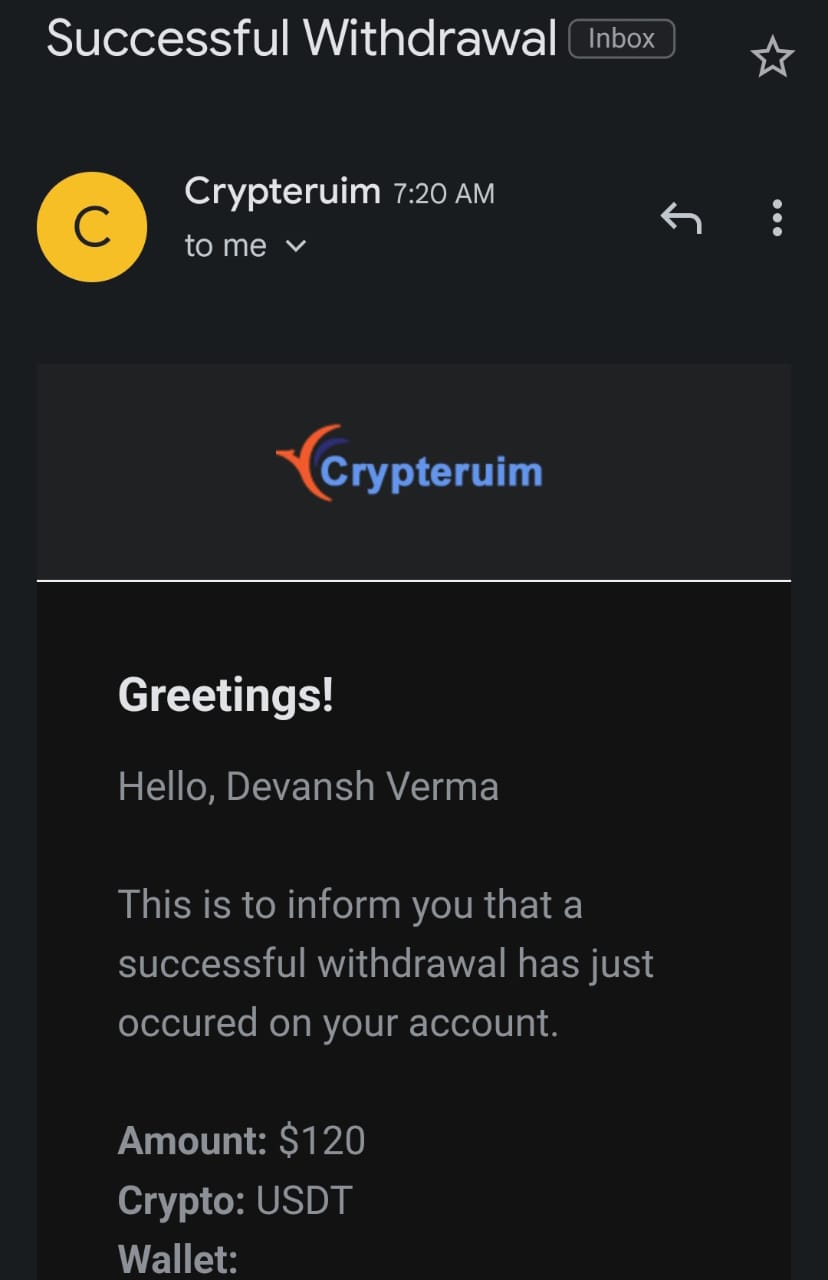 Successful Withdrawal Inbox
C
Crypteruim 7:20 AM
to me
Crypteruim
Greetings!
Hello, Devansh Verma
This is to inform you that a
successful withdrawal has just
occured on your account.
Amount: $120
Crypto: USDT
Wallet: